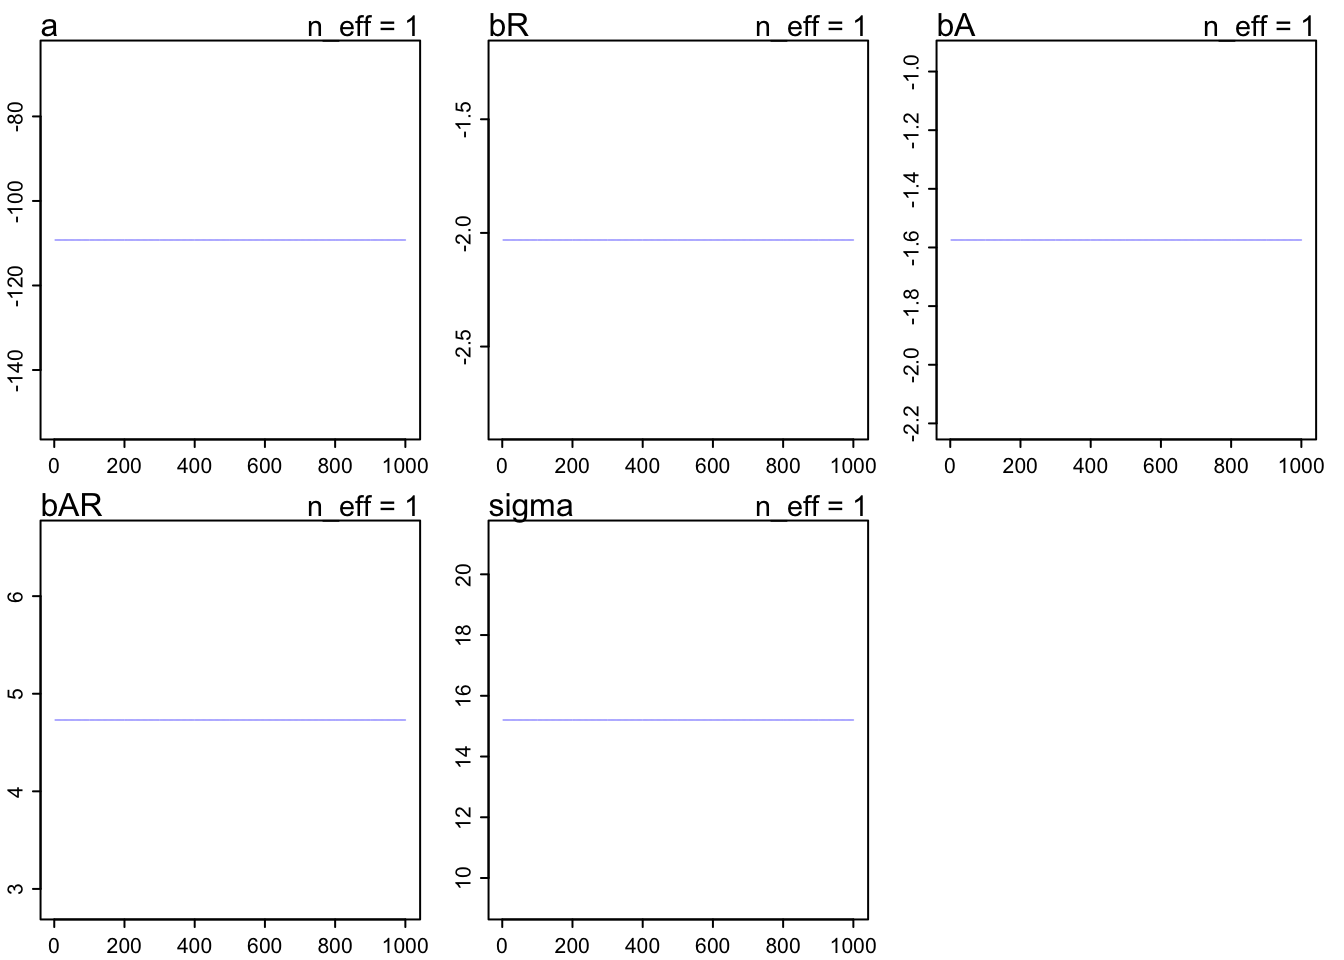 a n_eff = 1
-80
-100
-120
-140
0 200 400 600 800 1000
bR n_eff = 1
-1.5
-2.0
-2.5
0 200 400 600 800 1000
bA n_eff = 1
-1.0
-1.2
-1.4
-1.6
-1.8
-2.0
-2.2
0 200 400 600 800 1000
bAR n_eff = 1
6
5
4
3
0 200 400 600 800 1000
sigma n_eff = 1
20
18
16
14
12
10
0 200 400 600 800 1000